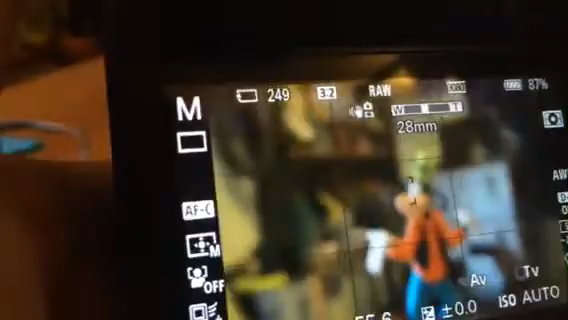 M 249 3:2 RAW 87%
W T
28mm
AF-C
M
OFF
Av Tv
±0.0 ISO AUTO